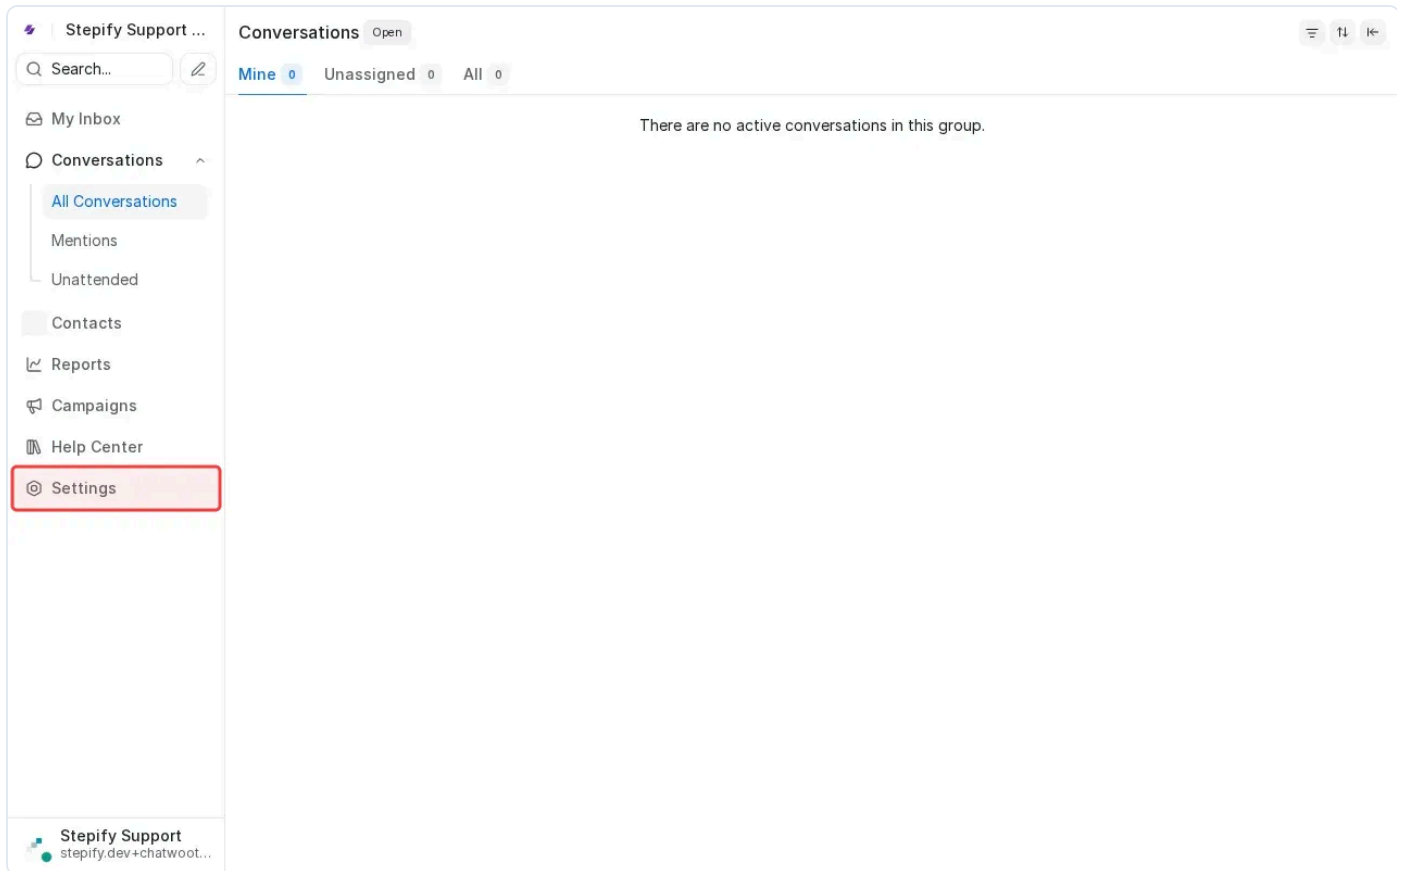 Stepify Support ...
Search...
My Inbox
Conversations
All Conversations
Mentions
Unattended
Contacts
Reports
Campaigns
Help Center
Settings
Stepify Support
stepify.dev+chatwoot...
Conversations Open
Mine 0 Unassigned 0 All 0
There are no active conversations in this group.